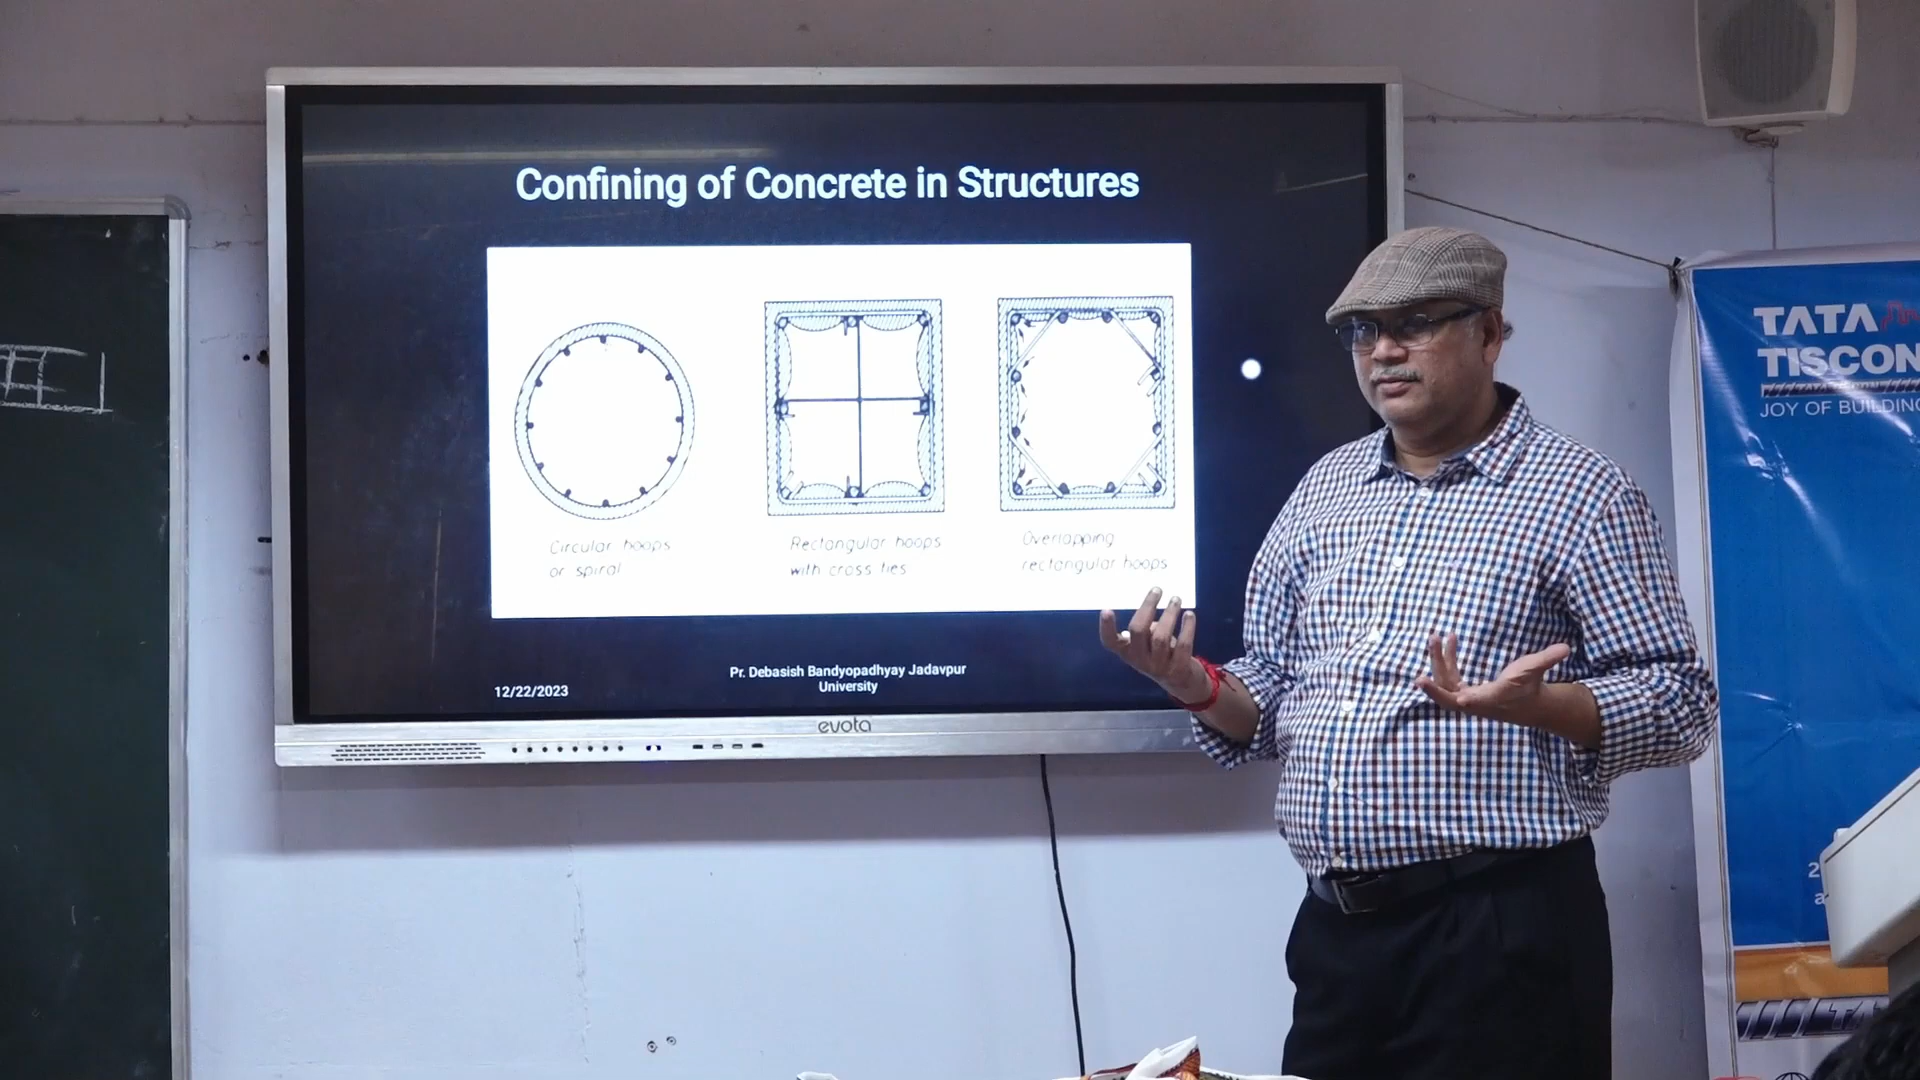 Confining of Concrete in Structures
Circular hoops
or spiral
Rectangular hoops
with cross ties
Overlapping
rectangular hoops
12/22/2023
Pr. Debasish Bandyopadhyay Jadavpur
University
evota
TATA
TISCON
JOY OF BUILDING